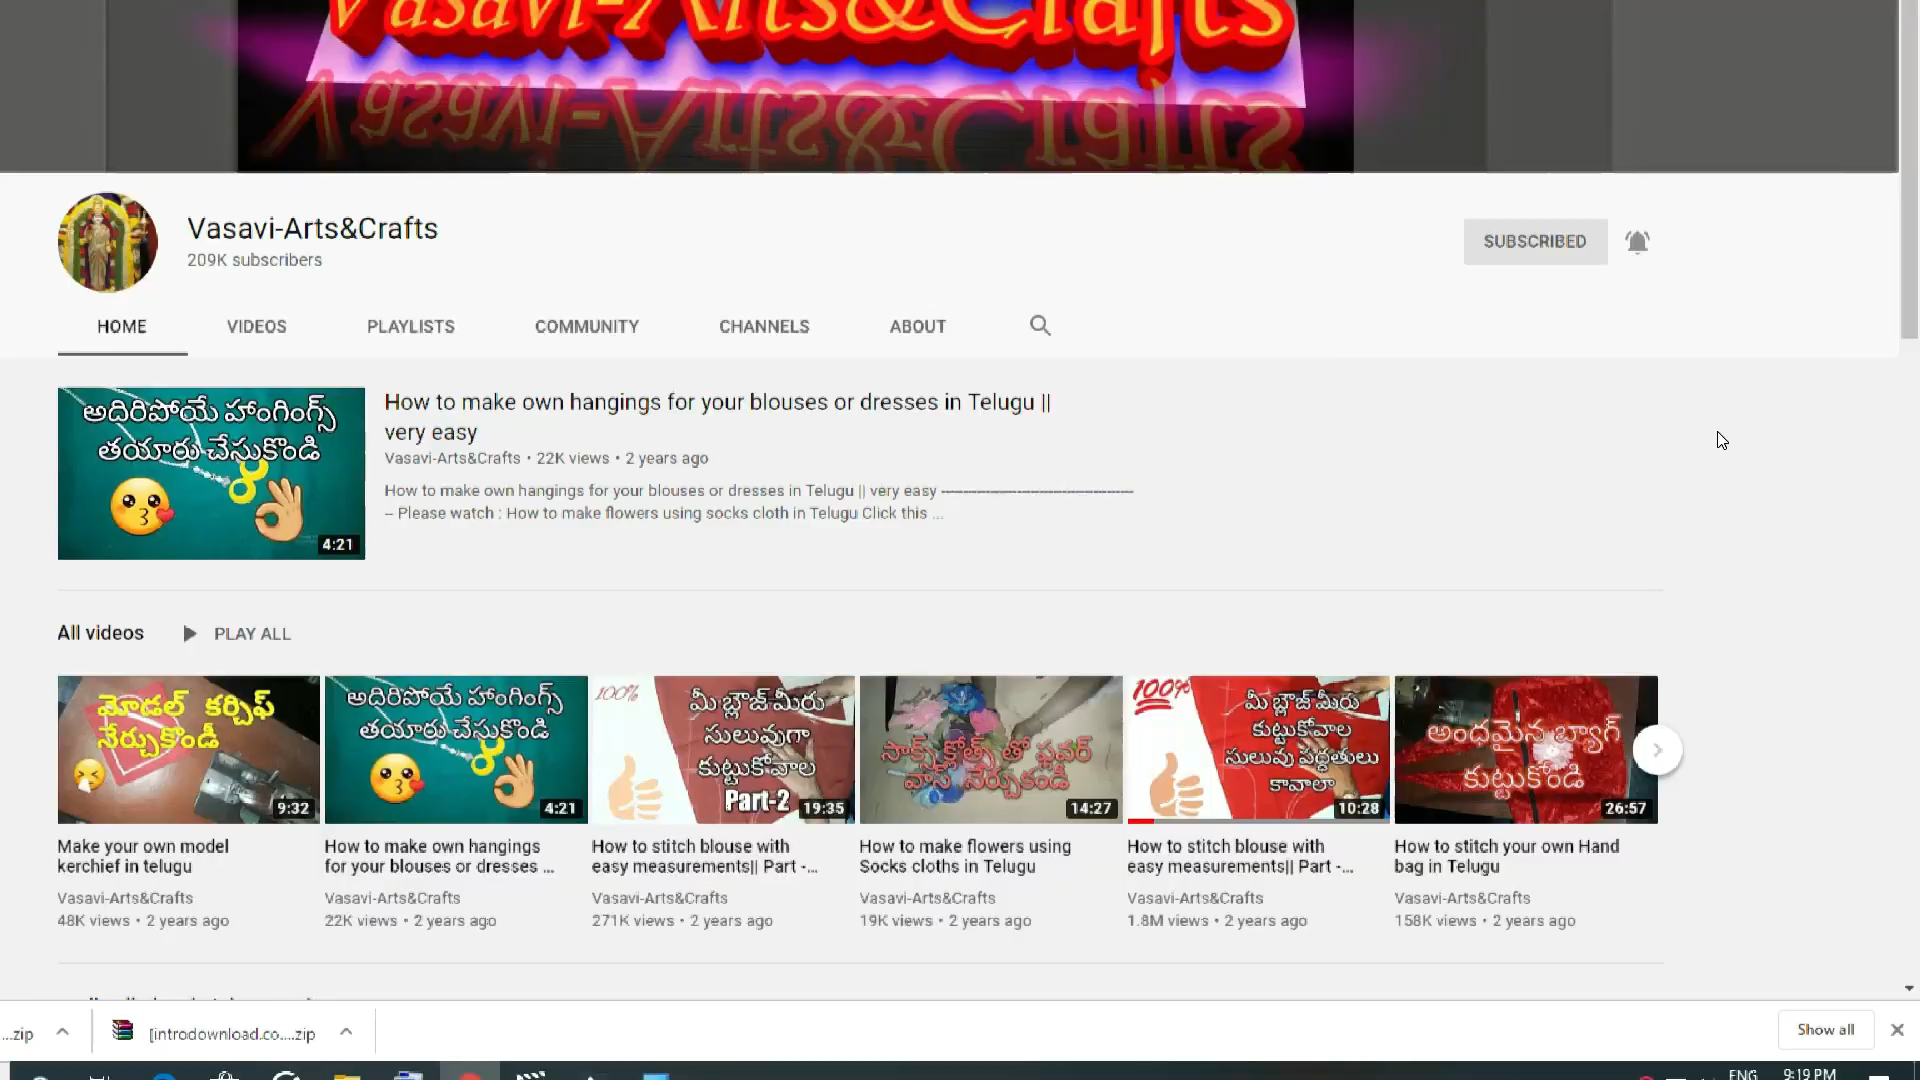 Vasavi-Arts&Crafts
Vasavi-Arts&Crafts
Vasavi-Arts&Crafts
209K subscribers
SUBSCRIBED
HOME
VIDEOS
PLAYLISTS
COMMUNITY
CHANNELS
ABOUT
అదిరిపోయే హాంగింగ్స్
తయారు చేసుకొండి
4:21
How to make own hangings for your blouses or dresses in Telugu ||
very easy
Vasavi-Arts&Crafts • 22K views • 2 years ago
How to make own hangings for your blouses or dresses in Telugu || very easy ----------------------------------------
-- Please watch : How to make flowers using socks cloth in Telugu Click this ...
All videos
PLAY ALL
మోడల్ కర్చిఫ్
నేర్చుకొండి
9:32
Make your own model
kerchief in telugu
Vasavi-Arts&Crafts
48K views • 2 years ago
అదిరిపోయే హాంగింగ్స్
తయారు చేసుకొండి
4:21
How to make own hangings
for your blouses or dresses ...
Vasavi-Arts&Crafts
22K views • 2 years ago
100%
మీ బ్లౌజ్ మీరు
సులువుగా
కుట్టుకోవాల
Part-2
19:35
How to stitch blouse with
easy measurements|| Part -...
Vasavi-Arts&Crafts
271K views • 2 years ago
సాక్స్ క్లోత్స్ తో ఫ్లవర్
వాస్ నేర్చుకండి
14:27
How to make flowers using
Socks cloths in Telugu
Vasavi-Arts&Crafts
19K views • 2 years ago
100%
మీ బ్లౌజ్ మీరు
కుట్టుకోవాల
సులువు పద్ధతులు
కావాలా
10:28
How to stitch blouse with
easy measurements|| Part -...
Vasavi-Arts&Crafts
1.8M views • 2 years ago
అందమైన బ్యాగ్
కుట్టుకోండి
26:57
How to stitch your own Hand
bag in Telugu
Vasavi-Arts&Crafts
158K views • 2 years ago
...zip
[introdownload.co....zip
Show all
ENG
9:19 PM